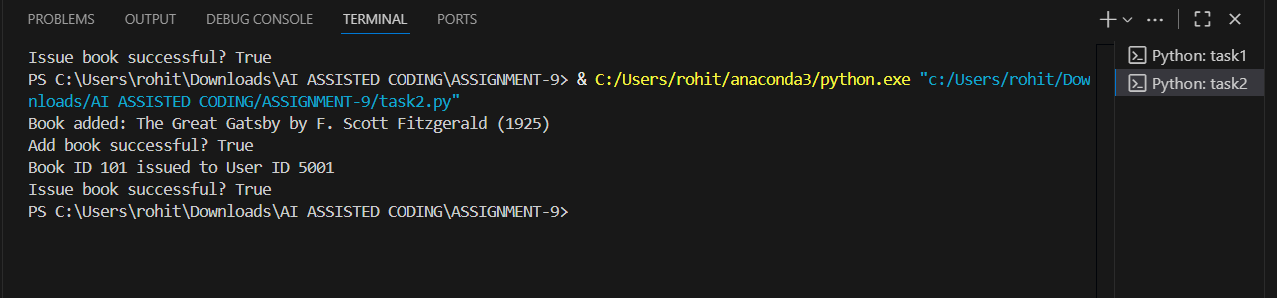 PROBLEMS OUTPUT DEBUG CONSOLE TERMINAL PORTS
Issue book successful? True
PS C:\Users\rohit\Downloads\AI ASSISTED CODING\ASSIGNMENT-9> & C:/Users/rohit/anaconda3/python.exe "c:/Users/rohit/Dow
nloads/AI ASSISTED CODING/ASSIGNMENT-9/task2.py"
Book added: The Great Gatsby by F. Scott Fitzgerald (1925)
Add book successful? True
Book ID 101 issued to User ID 5001
Issue book successful? True
PS C:\Users\rohit\Downloads\AI ASSISTED CODING\ASSIGNMENT-9>
Python: task1
Python: task2